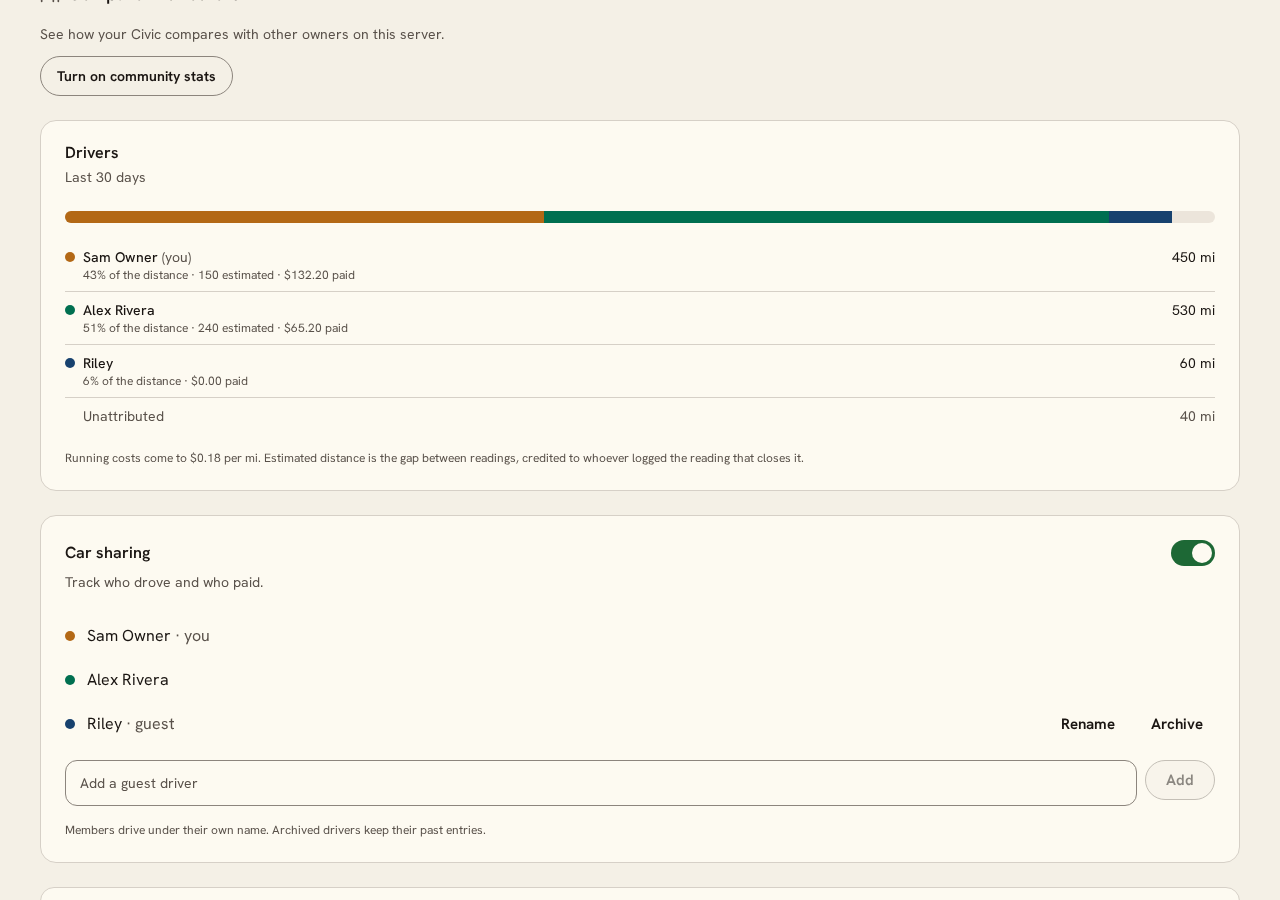 See how your Civic compares with other owners on this server.
Turn on community stats
Drivers
Last 30 days
Sam Owner (you)
450 mi
43% of the distance · 150 estimated · $132.20 paid
Alex Rivera
530 mi
51% of the distance · 240 estimated · $65.20 paid
Riley
60 mi
6% of the distance · $0.00 paid
Unattributed
40 mi
Running costs come to $0.18 per mi. Estimated distance is the gap between readings, credited to whoever logged the reading that closes it.
Car sharing
Track who drove and who paid.
Sam Owner · you
Alex Rivera
Riley · guest
Rename
Archive
Add a guest driver
Add
Members drive under their own name. Archived drivers keep their past entries.